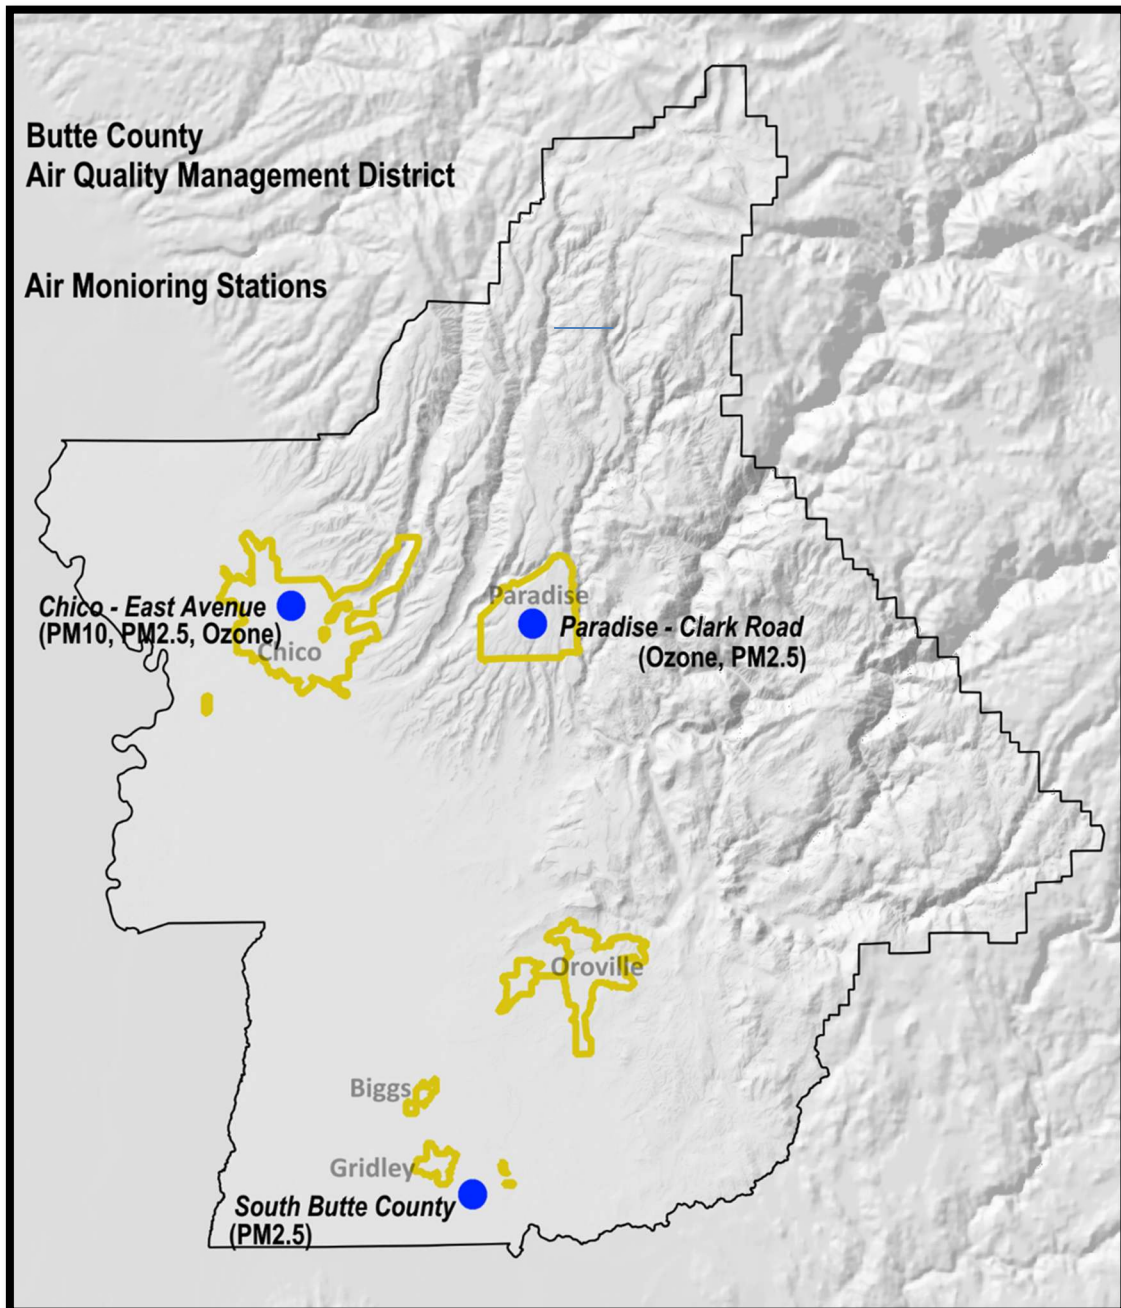 Butte County
Air Quality Management District
Air Monioring Stations
Paradise
Chico - East Avenue
(PM10, PM2.5, Ozone)
Chico
Paradise - Clark Road
(Ozone, PM2.5)
Oroville
Biggs
Gridley
South Butte County
(PM2.5)